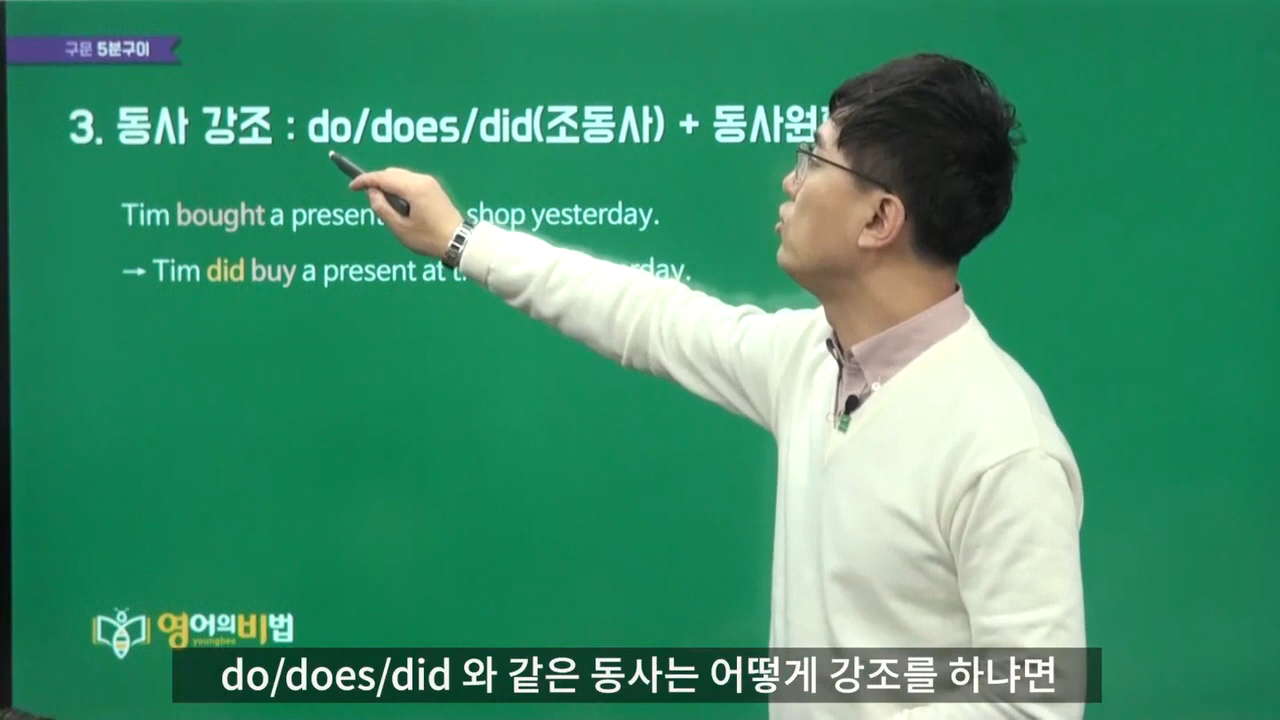 구문 5분구이
3. 동사 강조 : do/does/did(조동사) + 동사원
Tim bought a present shop yesterday.
→ Tim did buy a present at
영어의비법
youngbee
do/does/did 와 같은 동사는 어떻게 강조를 하냐면